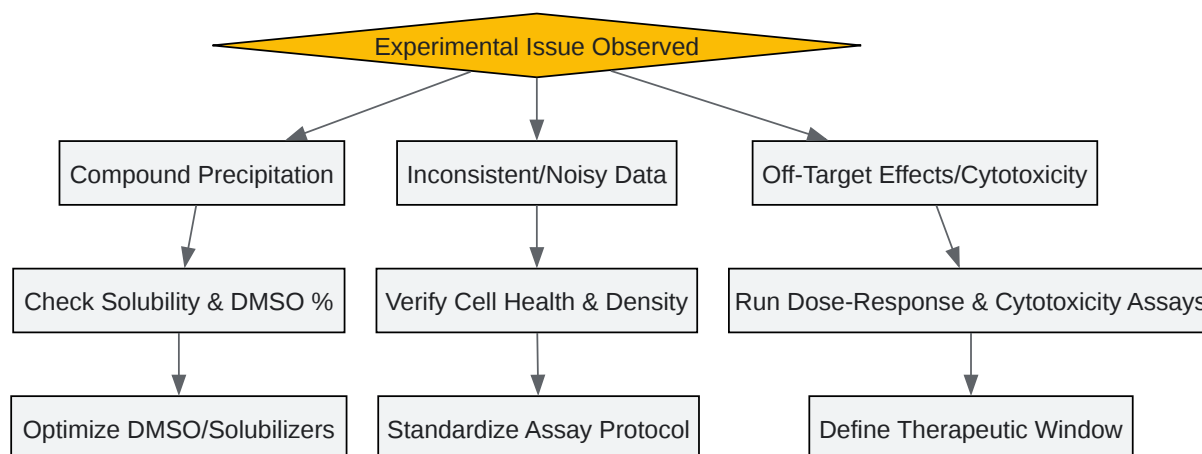 Experimental Issue Observed
Compound Precipitation
Inconsistent/Noisy Data
Off-Target Effects/Cytotoxicity
Check Solubility & DMSO %
Verify Cell Health & Density
Run Dose-Response & Cytotoxicity Assays
Optimize DMSO/Solubilizers
Standardize Assay Protocol
Define Therapeutic Window